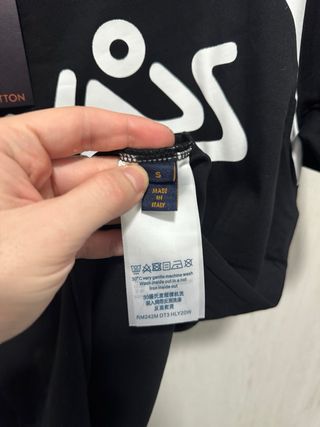 TTON
S
MADE
IN
ITALY
30°C very gentle machine wash
Wash inside out in a net
Iron inside out
RM242M DT3 HLY20W